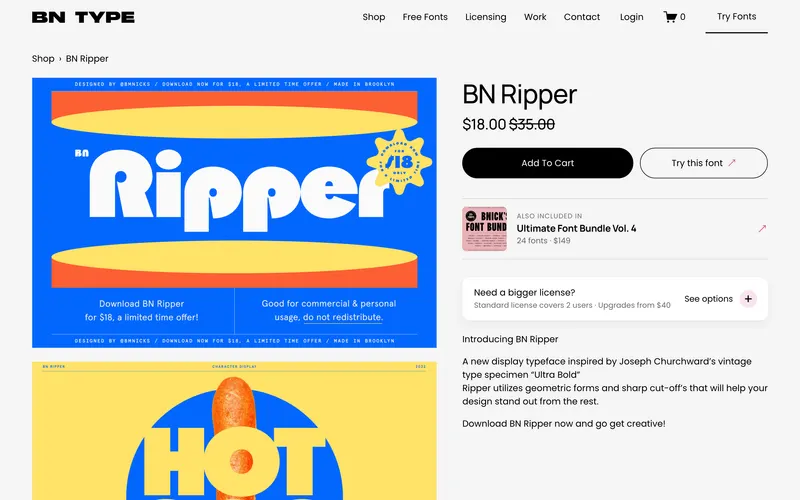 BN TYPE
Shop
Free Fonts
Licensing
Work
Contact
Login
0
Try Fonts
Shop › BN Ripper
DESIGNED BY @BMNICKS / DOWNLOAD NOW FOR $18, A LIMITED TIME OFFER / MADE IN BROOKLYN
BN
Ripper
FOR
$18
ONLY
Download BN Ripper
for $18, a limited time offer!
Good for commercial & personal
usage, do not redistribute.
DESIGNED BY @BMNICKS / DOWNLOAD NOW FOR $18, A LIMITED TIME OFFER / MADE IN BROOKLYN
BN RIPPER
CHARACTER DISPLAY
HOT
BN Ripper
$18.00 $35.00
Add To Cart
Try this font ↗
BNICK'S
FONT BUND
ALSO INCLUDED IN
Ultimate Font Bundle Vol. 4
24 fonts · $149
Need a bigger license?
Standard license covers 2 users · Upgrades from $40
See options +
Introducing BN Ripper
A new display typeface inspired by Joseph Churchward’s vintage
type specimen “Ultra Bold”
Ripper utilizes geometric forms and sharp cut-off’s that will help your
design stand out from the rest.
Download BN Ripper now and go get creative!